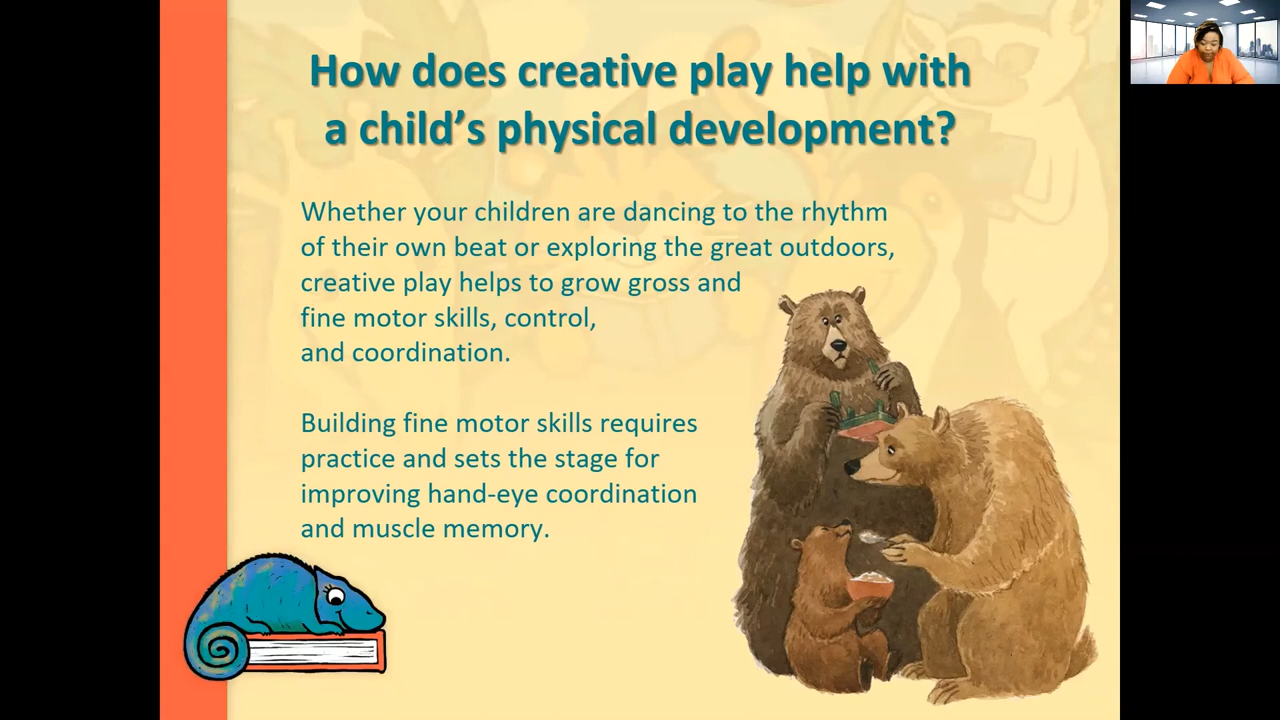 How does creative play help with
a child’s physical development?
Whether your children are dancing to the rhythm
of their own beat or exploring the great outdoors,
creative play helps to grow gross and
fine motor skills, control,
and coordination.
Building fine motor skills requires
practice and sets the stage for
improving hand-eye coordination
and muscle memory.